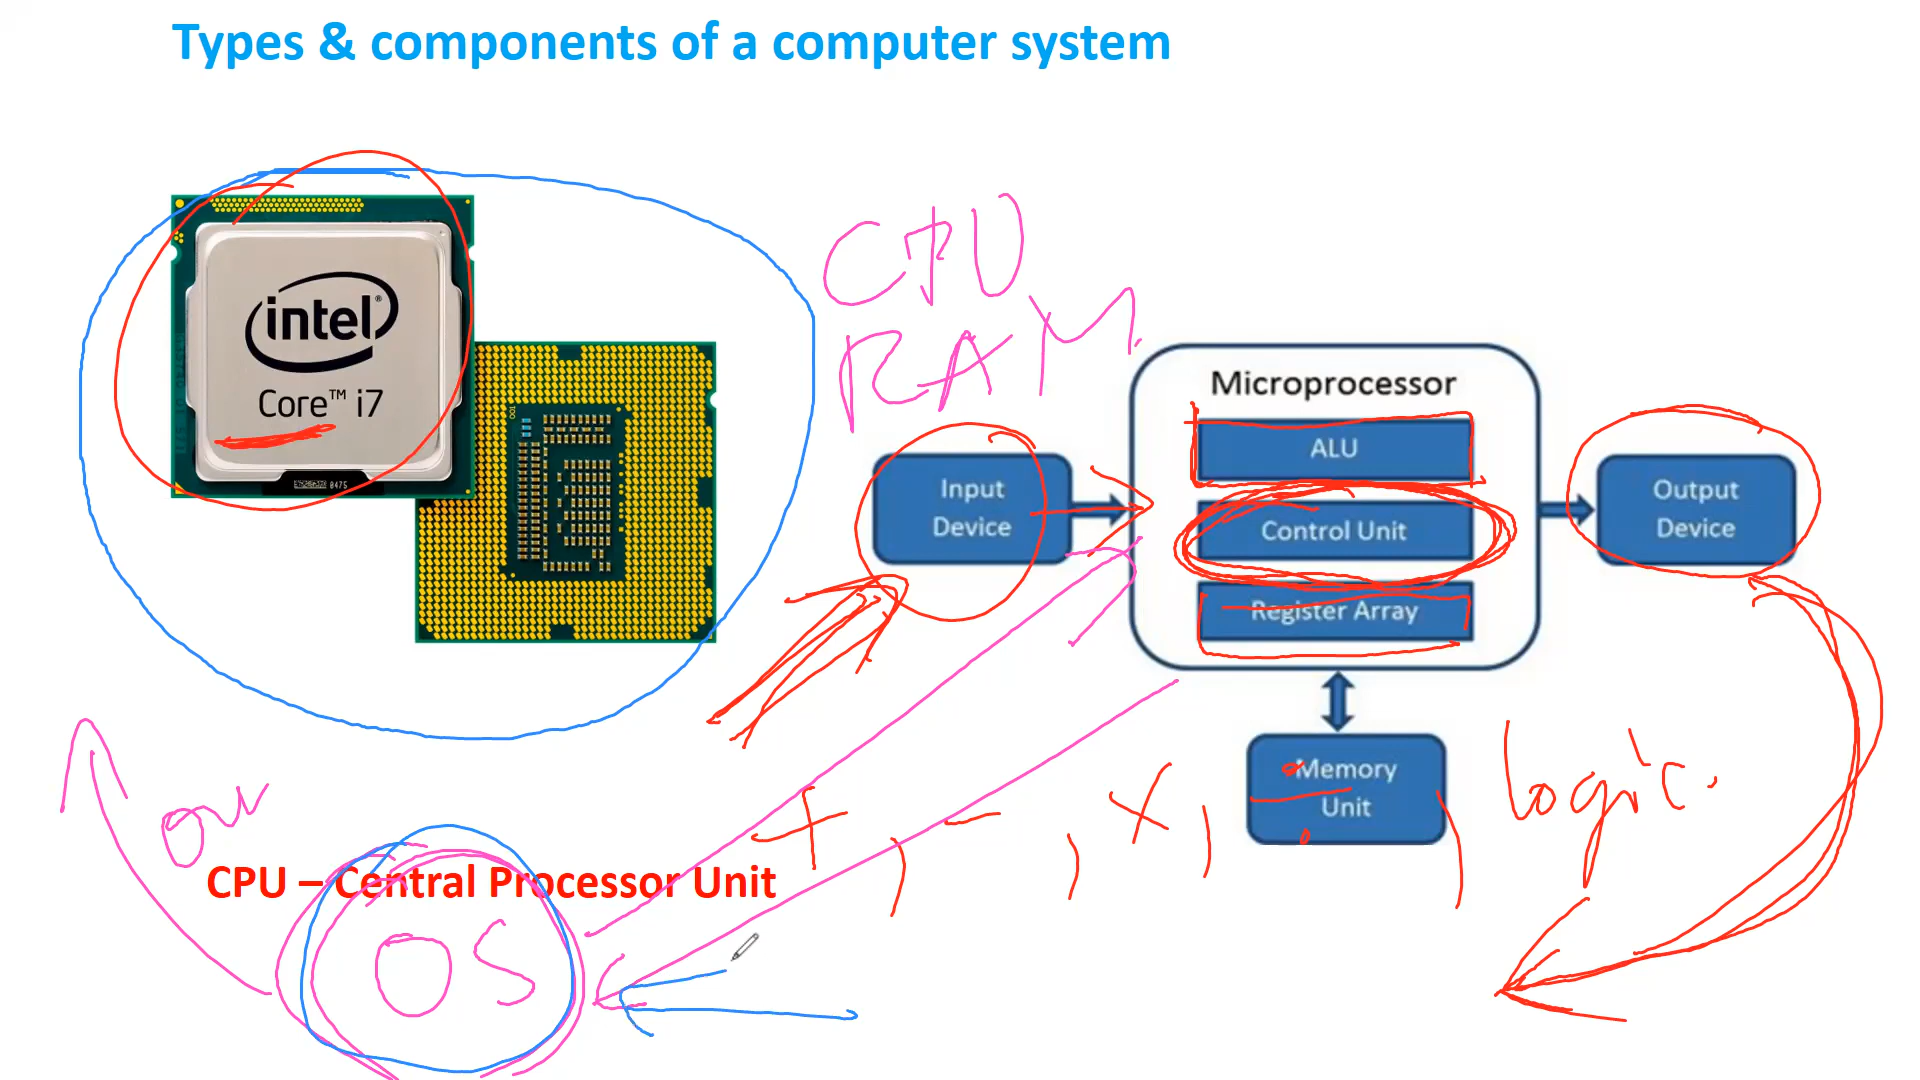 Types & components of a computer system
intel®
Core™ i7
CPU
RAM
Microprocessor
ALU
Control Unit
Register Array
Input
Device
Output
Device
Memory
Unit
+ , - , × , ,
Logic.
CPU – Central Processor Unit
OS